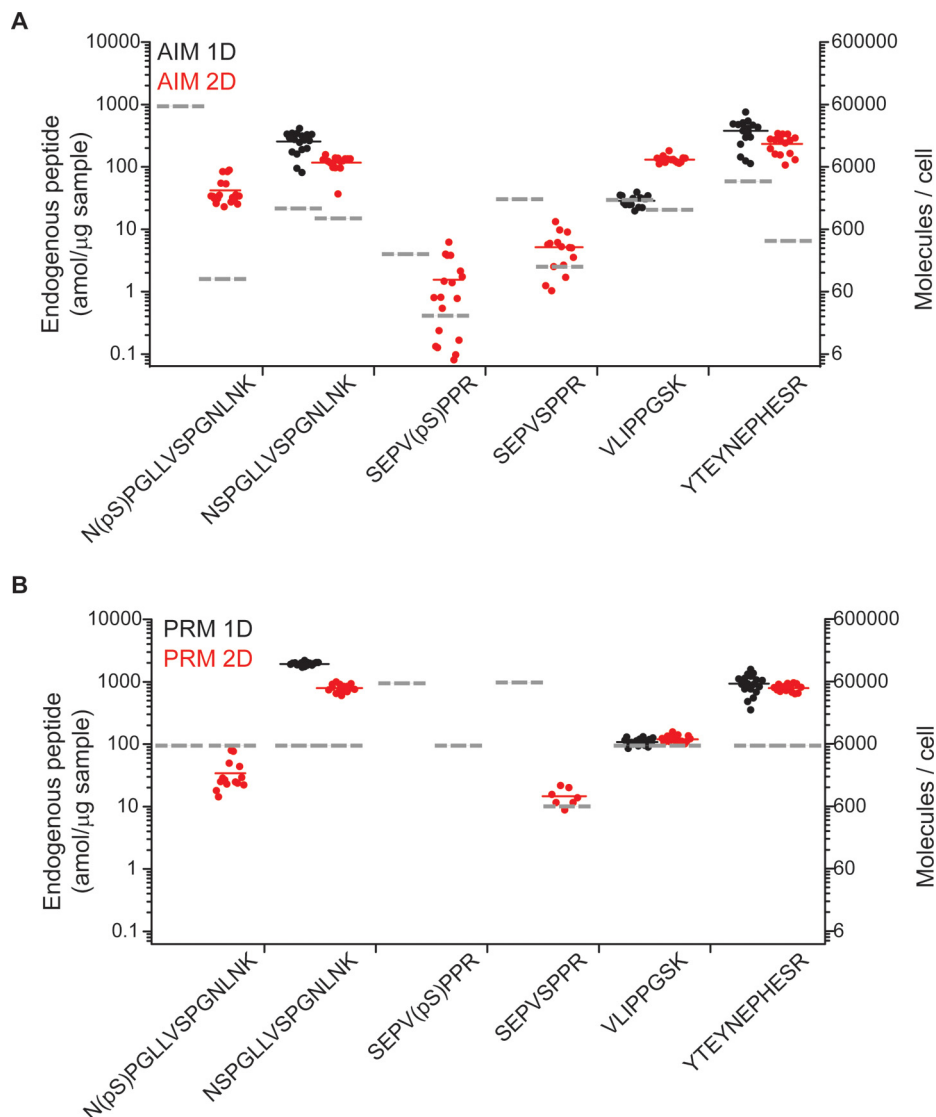 A
AIM 1D
AIM 2D
Endogenous peptide
(amol/µg sample)
10000
1000
100
10
1
0.1
600000
60000
6000
600
60
6
Molecules / cell
N(pS)PGLLVSPGNLNK
NSPGLLVSPGNLNK
SEPV(pS)PPR
SEPVSPPR
VLIPPGSK
YTEYNEPHESR
B
PRM 1D
PRM 2D
Endogenous peptide
(amol/µg sample)
10000
1000
100
10
1
0.1
600000
60000
6000
600
60
6
Molecules / cell
N(pS)PGLLVSPGNLNK
NSPGLLVSPGNLNK
SEPV(pS)PPR
SEPVSPPR
VLIPPGSK
YTEYNEPHESR